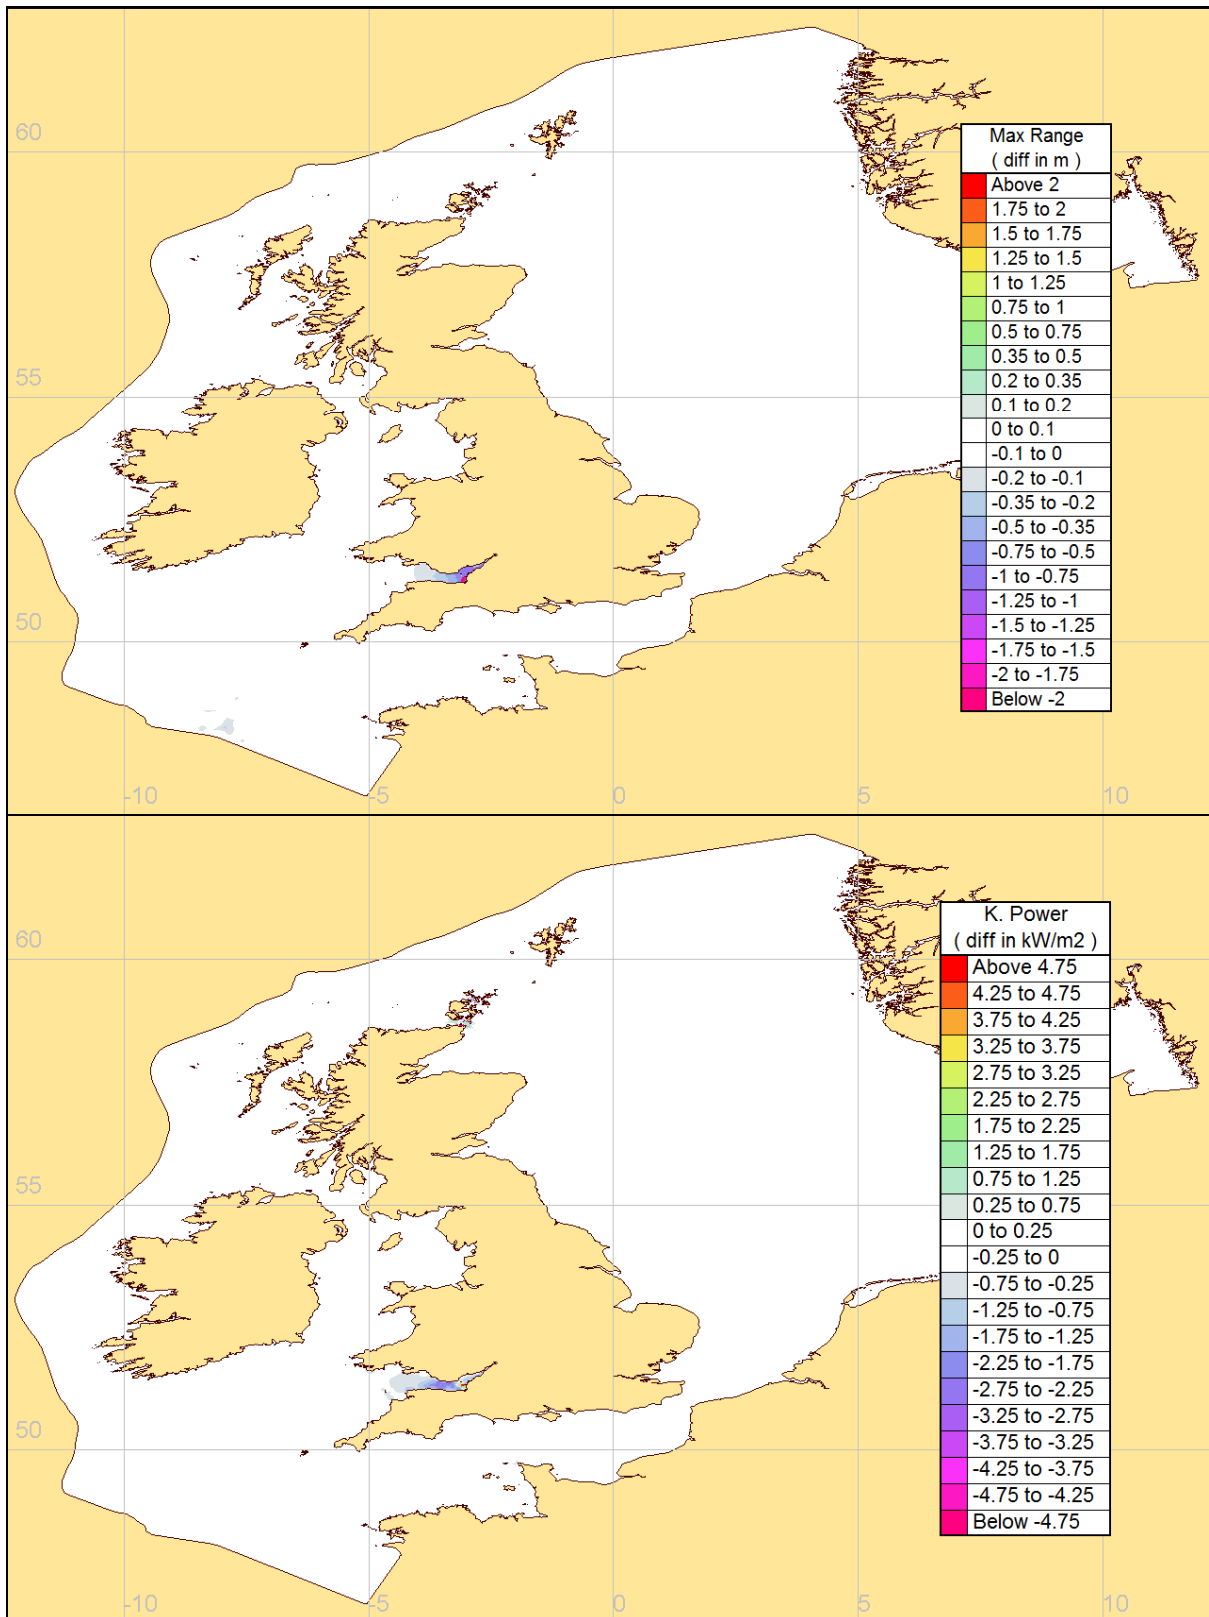 60
55
50
-10
-5
0
5
10
Max Range
( diff in m )
Above 2
1.75 to 2
1.5 to 1.75
1.25 to 1.5
1 to 1.25
0.75 to 1
0.5 to 0.75
0.35 to 0.5
0.2 to 0.35
0.1 to 0.2
0 to 0.1
-0.1 to 0
-0.2 to -0.1
-0.35 to -0.2
-0.5 to -0.35
-0.75 to -0.5
-1 to -0.75
-1.25 to -1
-1.5 to -1.25
-1.75 to -1.5
-2 to -1.75
Below -2
60
55
50
-10
-5
0
5
10
K. Power
( diff in kW/m2 )
Above 4.75
4.25 to 4.75
3.75 to 4.25
3.25 to 3.75
2.75 to 3.25
2.25 to 2.75
1.75 to 2.25
1.25 to 1.75
0.75 to 1.25
0.25 to 0.75
0 to 0.25
-0.25 to 0
-0.75 to -0.25
-1.25 to -0.75
-1.75 to -1.25
-2.25 to -1.75
-2.75 to -2.25
-3.25 to -2.75
-3.75 to -3.25
-4.25 to -3.75
-4.75 to -4.25
Below -4.75